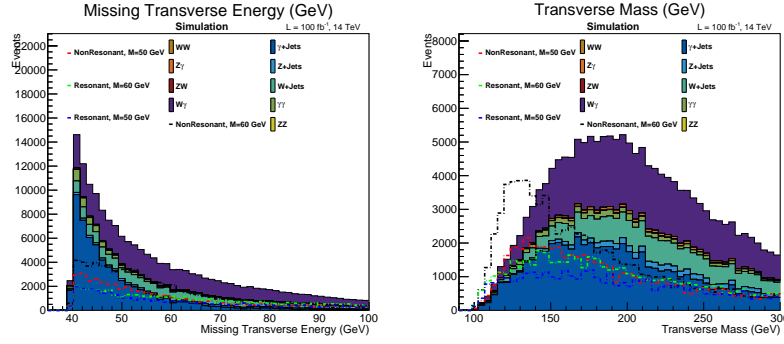 Missing Transverse Energy (GeV)
Simulation
L = 100 fb⁻¹, 14 TeV
Events
NonResonant, M=50 GeV
Resonant, M=60 GeV
Resonant, M=50 GeV
WW
Zγ
ZW
Wγ
NonResonant, M=60 GeV
γ+Jets
Z+Jets
W+Jets
γγ
ZZ
22000
20000
18000
16000
14000
12000
10000
8000
6000
4000
2000
0
40 50 60 70 80 90 100
Missing Transverse Energy (GeV)
Transverse Mass (GeV)
Simulation
L = 100 fb⁻¹, 14 TeV
Events
NonResonant, M=50 GeV
Resonant, M=60 GeV
Resonant, M=50 GeV
WW
Zγ
ZW
Wγ
NonResonant, M=60 GeV
γ+Jets
Z+Jets
W+Jets
γγ
ZZ
8000
7000
6000
5000
4000
3000
2000
1000
0
100 150 200 250 300
Transverse Mass (GeV)